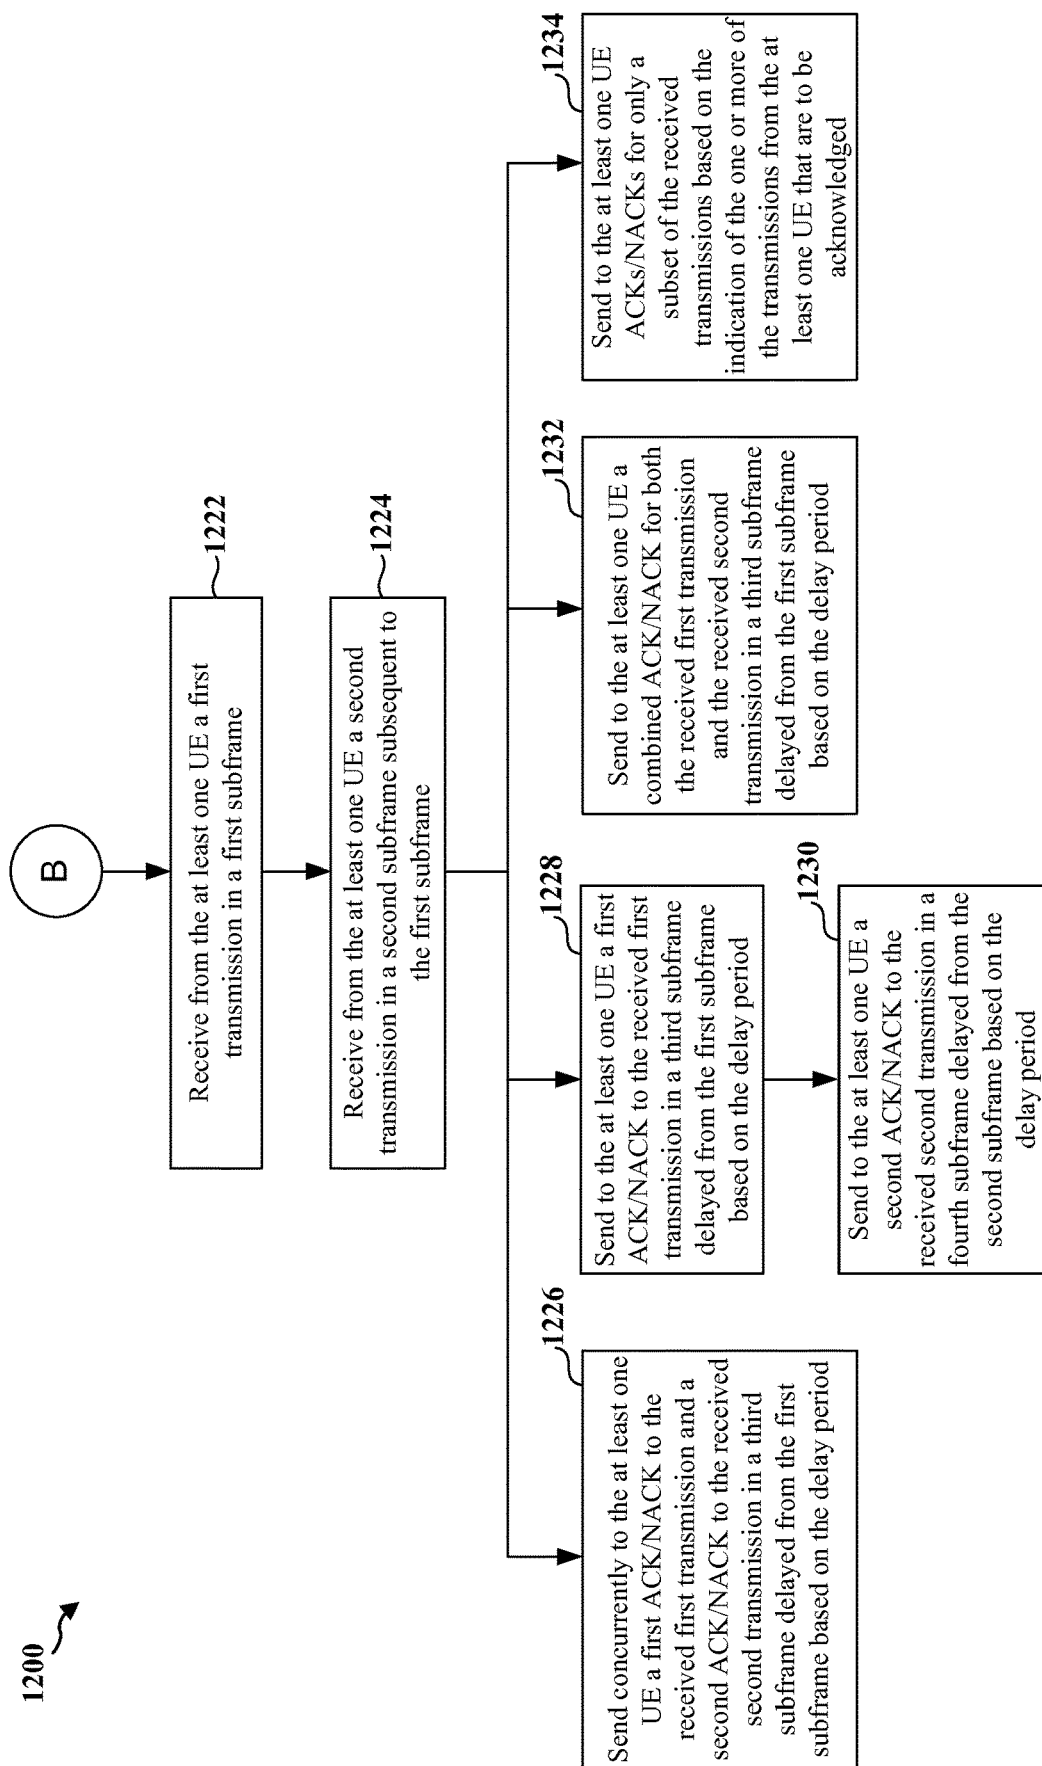 1200
B
1222
Receive from the at least one UE a first
transmission in a first subframe
1224
Receive from the at least one UE a second
transmission in a second subframe subsequent to
the first subframe
1226
Send concurrently to the at least one
UE a first ACK/NACK to the
received first transmission and a
second ACK/NACK to the received
second transmission in a third
subframe delayed from the first
subframe based on the delay period
1228
Send to the at least one UE a first
ACK/NACK to the received first
transmission in a third subframe
delayed from the first subframe
based on the delay period
1230
Send to the at least one UE a
second ACK/NACK to the
received second transmission in a
fourth subframe delayed from the
second subframe based on the
delay period
1232
Send to the at least one UE a
combined ACK/NACK for both
the received first transmission
and the received second
transmission in a third subframe
delayed from the first subframe
based on the delay period
1234
Send to the at least one UE
ACKs/NACKs for only a
subset of the received
transmissions based on the
indication of the one or more of
the transmissions from the at
least one UE that are to be
acknowledged